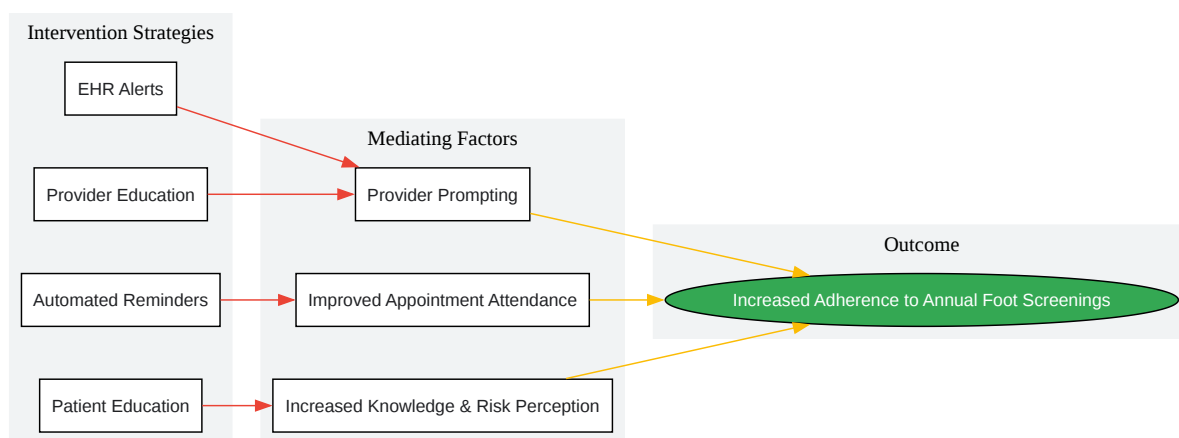 Intervention Strategies
EHR Alerts
Provider Education
Automated Reminders
Patient Education
Mediating Factors
Provider Prompting
Improved Appointment Attendance
Increased Knowledge & Risk Perception
Outcome
Increased Adherence to Annual Foot Screenings